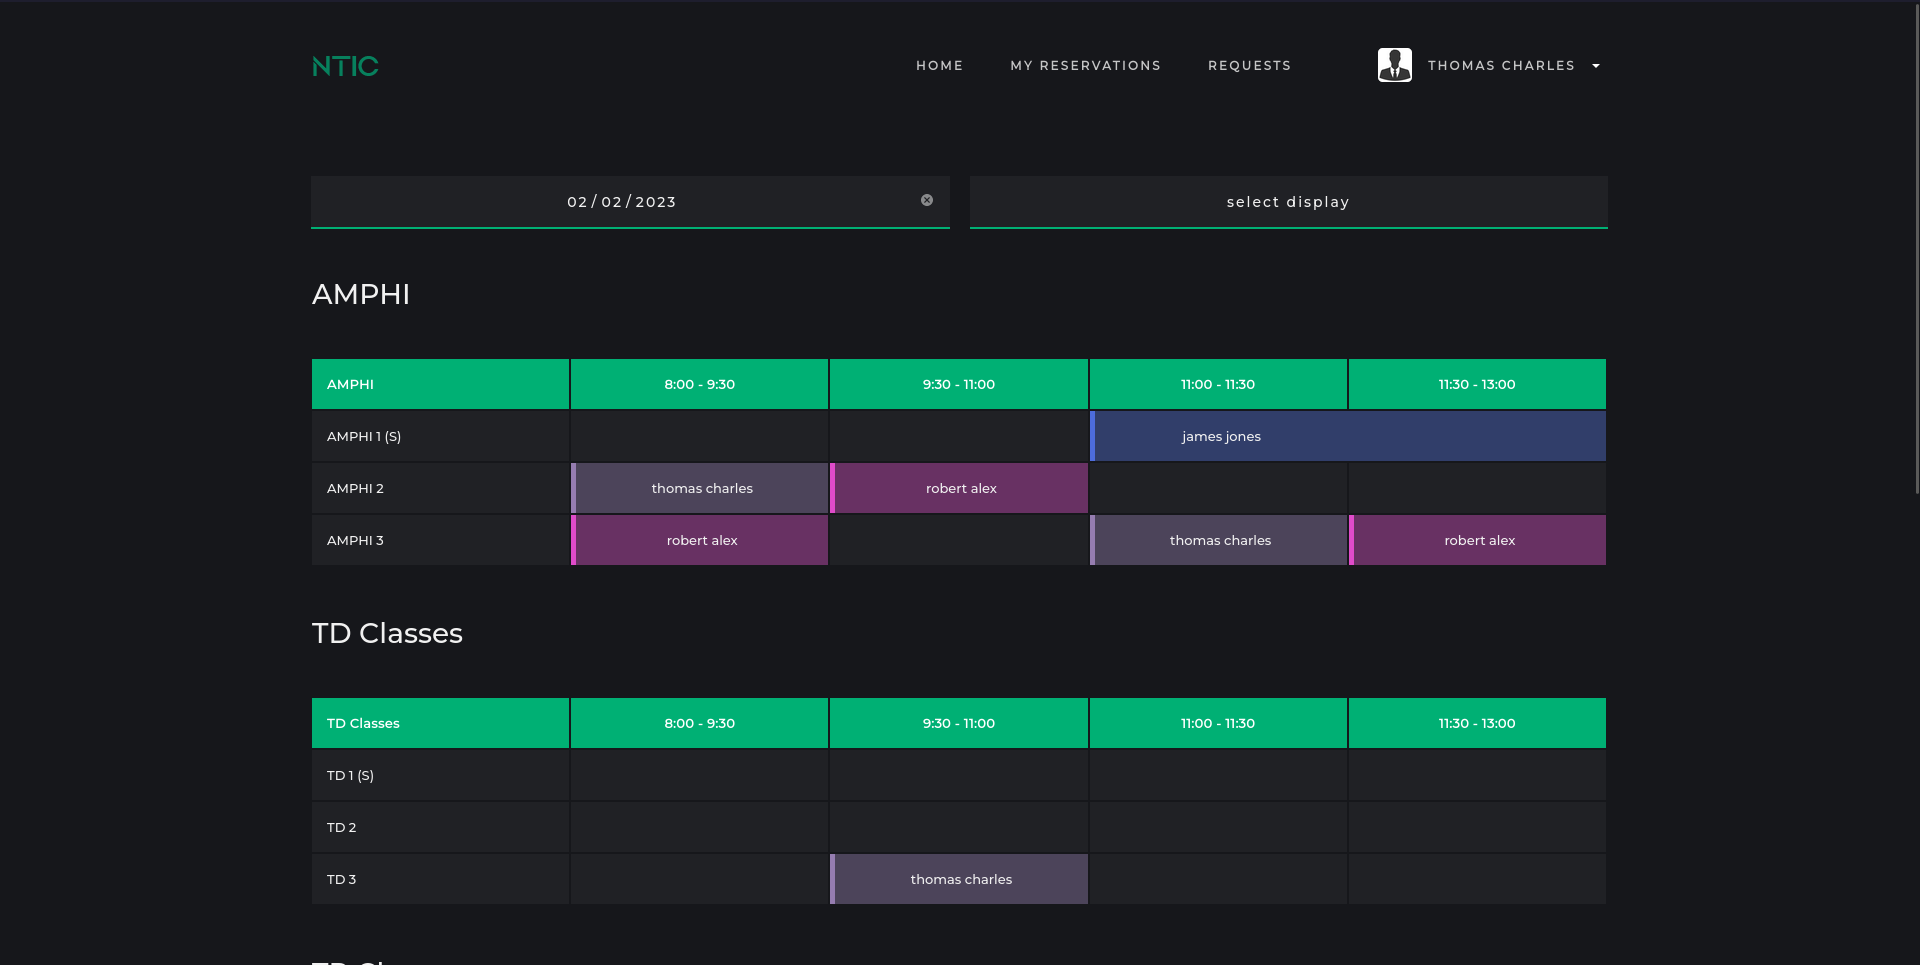 NTIC HOME MY RESERVATIONS REQUESTS THOMAS CHARLES
02/02/2023 select display
AMPHI
AMPHI 8:00 - 9:30 9:30 - 11:00 11:00 - 11:30 11:30 - 13:00
AMPHI 1 (S) james jones
AMPHI 2 thomas charles robert alex
AMPHI 3 robert alex thomas charles robert alex
TD Classes
TD Classes 8:00 - 9:30 9:30 - 11:00 11:00 - 11:30 11:30 - 13:00
TD 1 (S)
TD 2
TD 3 thomas charles